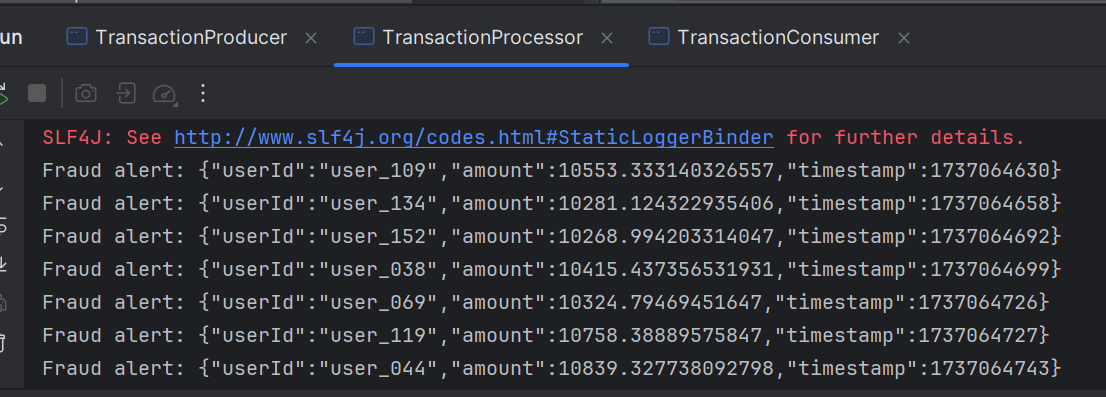 un TransactionProducer TransactionProcessor TransactionConsumer
SLF4J: See http://www.slf4j.org/codes.html#StaticLoggerBinder for further details.
Fraud alert: {"userId":"user_109","amount":10553.333140326557,"timestamp":1737064630}
Fraud alert: {"userId":"user_134","amount":10281.124322935406,"timestamp":1737064658}
Fraud alert: {"userId":"user_152","amount":10268.994203314047,"timestamp":1737064692}
Fraud alert: {"userId":"user_038","amount":10415.437356531931,"timestamp":1737064699}
Fraud alert: {"userId":"user_069","amount":10324.79469451647,"timestamp":1737064726}
Fraud alert: {"userId":"user_119","amount":10758.38889575847,"timestamp":1737064727}
Fraud alert: {"userId":"user_044","amount":10839.327738092798,"timestamp":1737064743}